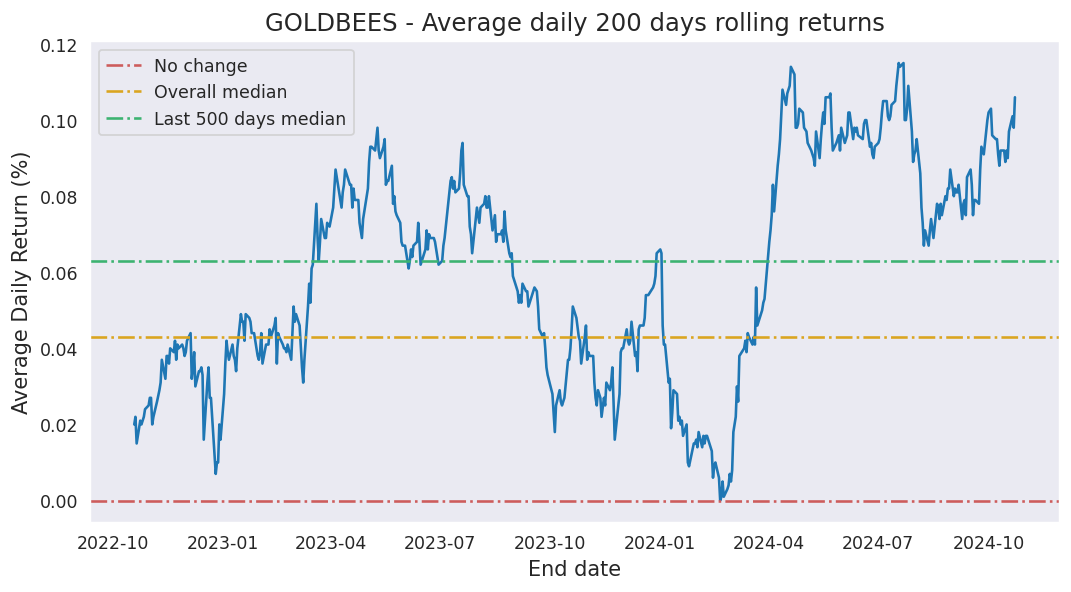 GOLDBEES - Average daily 200 days rolling returns
No change
Overall median
Last 500 days median
Average Daily Return (%)
0.12
0.10
0.08
0.06
0.04
0.02
0.00
2022-10 2023-01 2023-04 2023-07 2023-10 2024-01 2024-04 2024-07 2024-10
End date